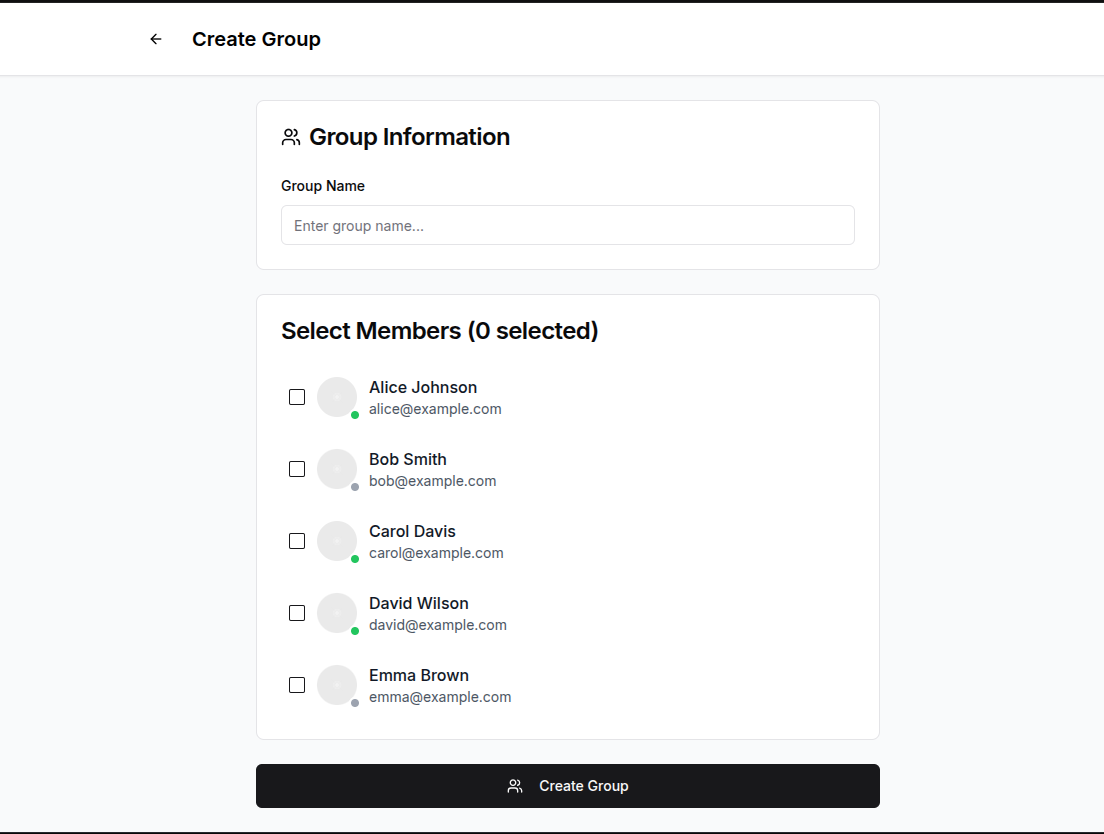 Create Group
Group Information
Group Name
Enter group name...
Select Members (0 selected)
Alice Johnson
alice@example.com
Bob Smith
bob@example.com
Carol Davis
carol@example.com
David Wilson
david@example.com
Emma Brown
emma@example.com
Create Group